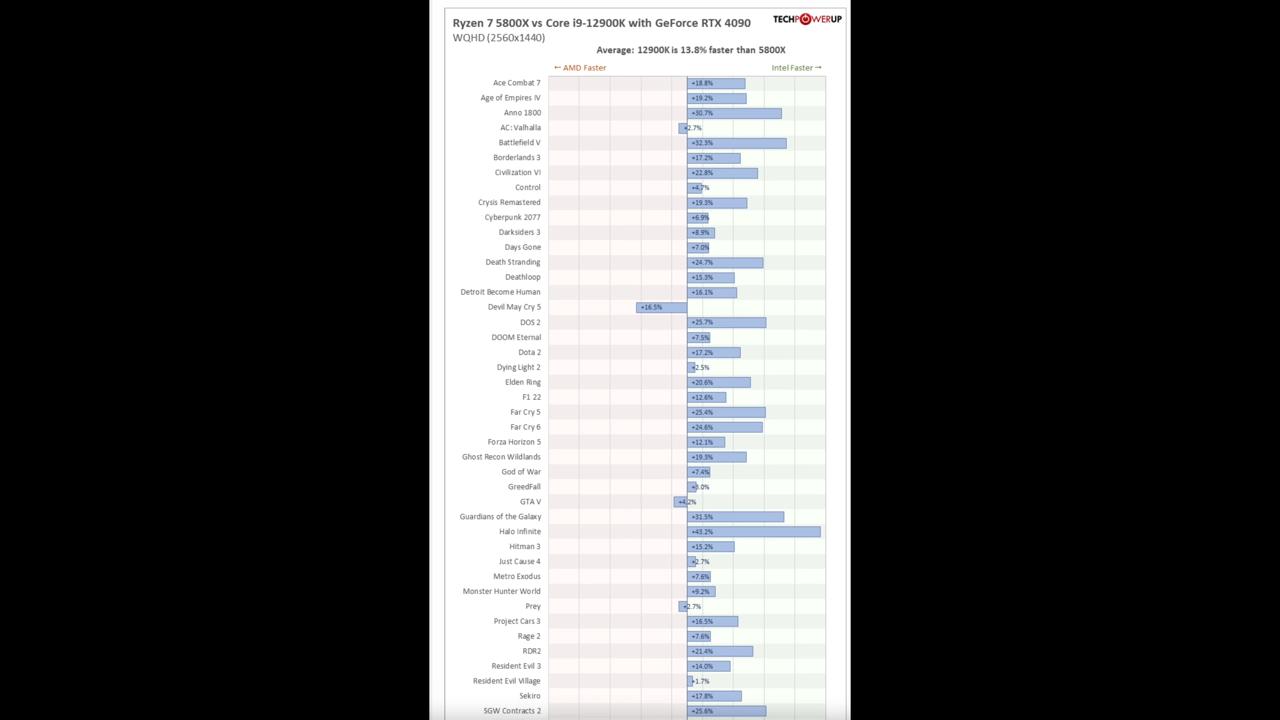 Ryzen 7 5800X vs Core i9-12900K with GeForce RTX 4090
TECHPOWERUP
WQHD (2560x1440)
Average: 12900K is 13.8% faster than 5800X
← AMD Faster Intel Faster →
Ace Combat 7 +18.8%
Age of Empires IV +19.2%
Anno 1800 +30.7%
AC: Valhalla +2.7%
Battlefield V +32.3%
Borderlands 3 +17.2%
Civilization VI +22.8%
Control +4.7%
Crysis Remastered +19.3%
Cyberpunk 2077 +6.9%
Darksiders 3 +8.9%
Days Gone +7.0%
Death Stranding +24.7%
Deathloop +15.3%
Detroit Become Human +16.1%
Devil May Cry 5 +16.5%
DOS 2 +25.7%
DOOM Eternal +7.5%
Dota 2 +17.2%
Dying Light 2 +2.5%
Elden Ring +20.6%
F1 22 +12.6%
Far Cry 5 +25.4%
Far Cry 6 +24.6%
Forza Horizon 5 +12.1%
Ghost Recon Wildlands +19.3%
God of War +7.4%
GreedFall +3.0%
GTA V +4.2%
Guardians of the Galaxy +31.5%
Halo Infinite +43.2%
Hitman 3 +15.2%
Just Cause 4 +2.7%
Metro Exodus +7.6%
Monster Hunter World +9.2%
Prey +2.7%
Project Cars 3 +16.5%
Rage 2 +7.6%
RDR2 +21.4%
Resident Evil 3 +14.0%
Resident Evil Village +1.7%
Sekiro +17.8%
SGW Contracts 2 +25.6%